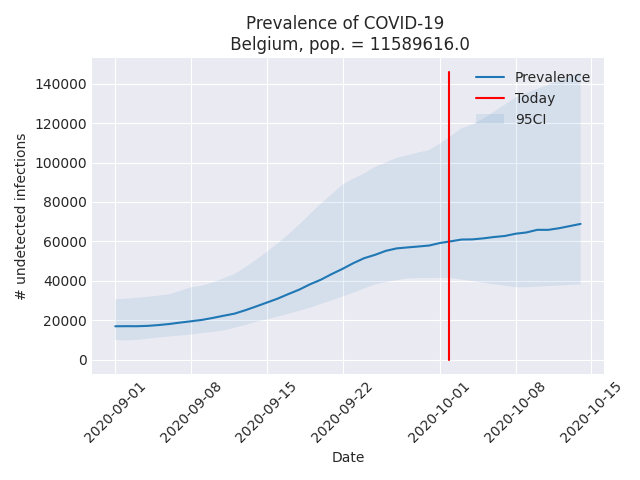 Prevalence of COVID-19
Belgium, pop. = 11589616.0
Prevalence
Today
95CI
140000
120000
100000
80000
60000
40000
20000
0
# undetected infections
2020-09-01
2020-09-08
2020-09-15
2020-09-22
2020-10-01
2020-10-08
2020-10-15
Date